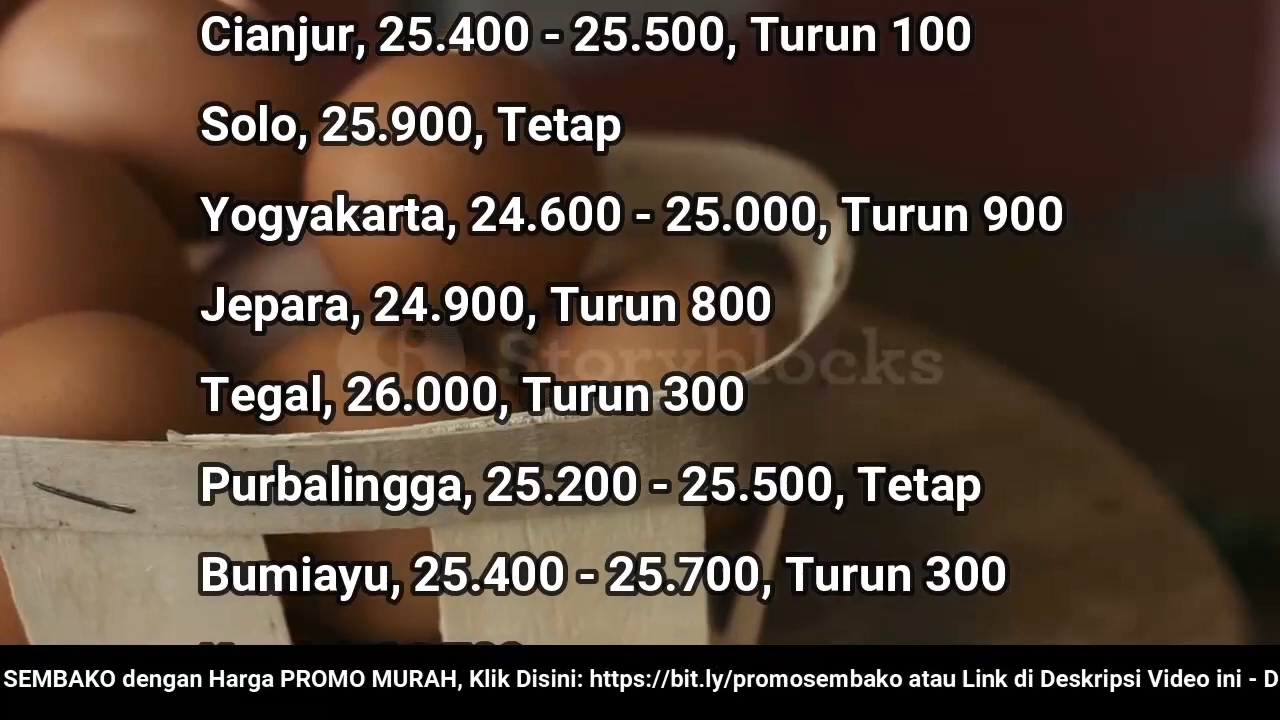 Cianjur, 25.400 - 25.500, Turun 100
Solo, 25.900, Tetap
Yogyakarta, 24.600 - 25.000, Turun 900
Jepara, 24.900, Turun 800
Storyblocks
Tegal, 26.000, Turun 300
Purbalingga, 25.200 - 25.500, Tetap
Bumiayu, 25.400 - 25.700, Turun 300
SEMBAKO dengan Harga PROMO MURAH, Klik Disini: https://bit.ly/promosembako atau Link di Deskripsi Video ini - D